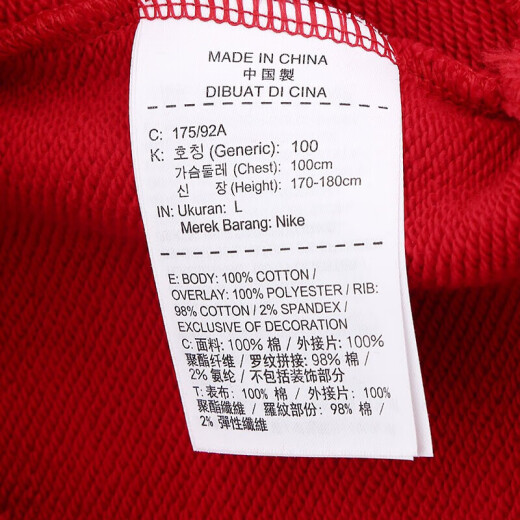 MADE IN CHINA
中国製
DIBUAT DI CINA
C: 175/92A
K: 호칭 (Generic): 100
가슴둘레 (Chest): 100cm
신 장 (Height): 170-180cm
IN: Ukuran: L
Merek Barang: Nike
E: BODY: 100% COTTON /
OVERLAY: 100% POLYESTER / RIB:
98% COTTON / 2% SPANDEX /
EXCLUSIVE OF DECORATION
C: 面料: 100% 棉 / 外接片: 100%
聚酯纤维 / 罗纹拼接: 98% 棉 /
2% 氨纶 / 不包括装饰部分
T: 表布: 100% 棉 / 外接片: 100%
聚酯纖維 / 羅紋部份: 98% 棉 /
2% 彈性纖維